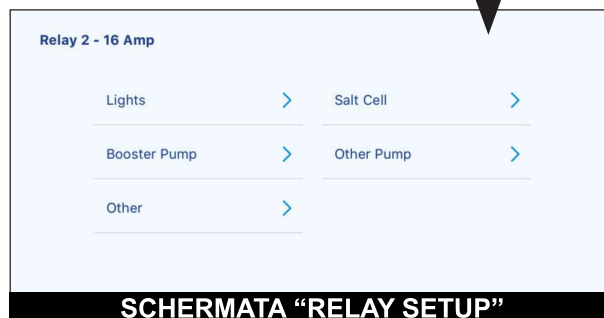 Relay 2 - 16 Amp
Lights
Salt Cell
Booster Pump
Other Pump
Other
SCHERMATA “RELAY SETUP”